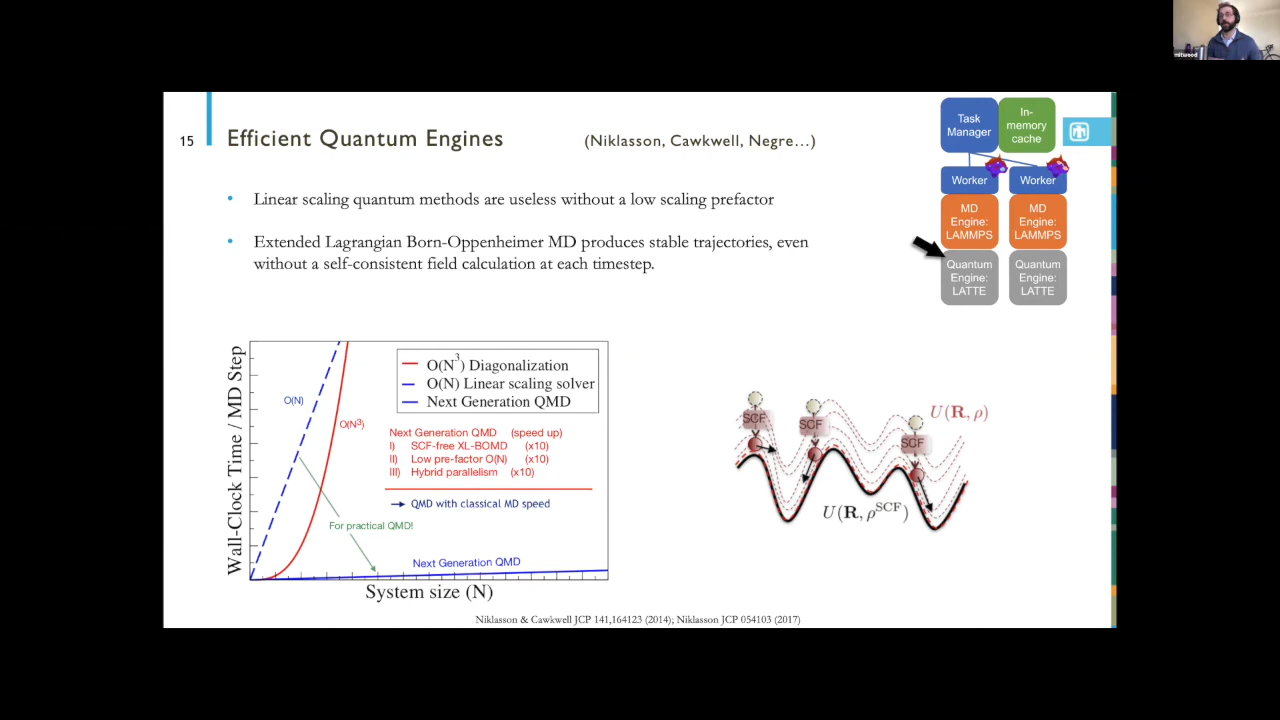 mitwood
15
Efficient Quantum Engines
(Niklasson, Cawkwell, Negre...)
Task
Manager
In-
memory
cache
Worker
Worker
MD
Engine:
LAMMPS
MD
Engine:
LAMMPS
Quantum
Engine:
LATTE
Quantum
Engine:
LATTE
• Linear scaling quantum methods are useless without a low scaling prefactor
• Extended Lagrangian Born-Oppenheimer MD produces stable trajectories, even
without a self-consistent field calculation at each timestep.
Wall-Clock Time / MD Step
O(N)
O(N³)
O(N³) Diagonalization
O(N) Linear scaling solver
Next Generation QMD
Next Generation QMD (speed up)
I) SCF-free XL-BOMD (x10)
II) Low pre-factor O(N) (x10)
III) Hybrid parallelism (x10)
→ QMD with classical MD speed
For practical QMD!
Next Generation QMD
System size (N)
SCF
SCF
SCF
U(R, ρ)
U(R, ρ^SCF)
Niklasson & Cawkwell JCP 141,164123 (2014); Niklasson JCP 054103 (2017)